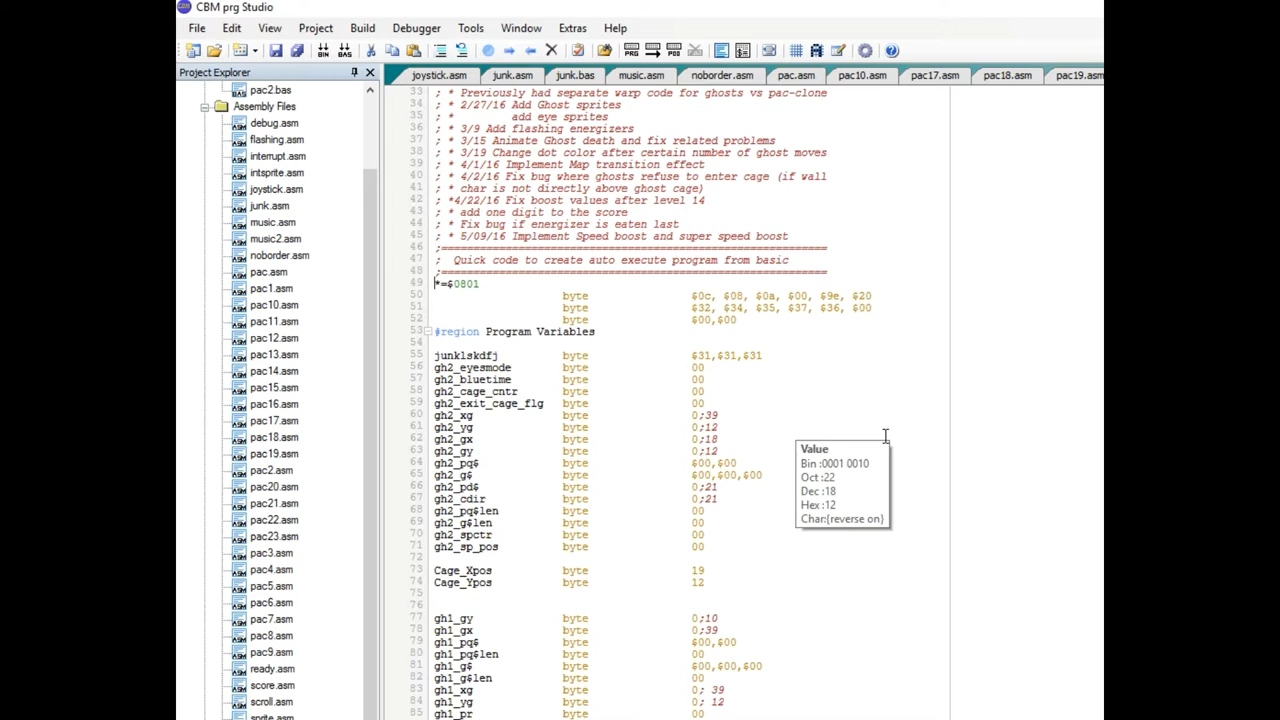 CBM prg Studio
File Edit View Project Build Debugger Tools Window Extras Help
Project Explorer
joystick.asm junk.asm junk.bas music.asm noborder.asm pac.asm pac10.asm pac17.asm pac18.asm pac19.asm
pac2.bas
Assembly Files
debug.asm
flashing.asm
interrupt.asm
intsprite.asm
joystick.asm
junk.asm
music.asm
music2.asm
noborder.asm
pac.asm
pac1.asm
pac10.asm
pac11.asm
pac12.asm
pac13.asm
pac14.asm
pac15.asm
pac16.asm
pac17.asm
pac18.asm
pac19.asm
pac2.asm
pac20.asm
pac21.asm
pac22.asm
pac23.asm
pac3.asm
pac4.asm
pac5.asm
pac6.asm
pac7.asm
pac8.asm
pac9.asm
ready.asm
score.asm
scroll.asm
sprite.asm
33 ; * Previously had separate warp code for ghosts vs pac-clone
34 ; * 2/27/16 Add Ghost sprites
35 ; * add eye sprites
36 ; * 3/9 Add flashing energizers
37 ; * 3/15 Animate Ghost death and fix related problems
38 ; * 3/19 Change dot color after certain number of ghost moves
39 ; * 4/1/16 Implement Map transition effect
40 ; * 4/2/16 Fix bug where ghosts refuse to enter cage (if wall
41 ; char is not directly above ghost cage)
42 ; *4/22/16 Fix boost values after level 14
43 ; * add one digit to the score
44 ; * Fix bug if energizer is eaten last
45 ; * 5/09/16 Implement Speed boost and super speed boost
46 ;======================================================
47 ; Quick code to create auto execute program from basic
48 ;======================================================
49 *=$0801
50 byte $0c, $08, $0a, $00, $9e, $20
51 byte $32, $34, $35, $37, $36, $00
52 byte $00,$00
53 #region Program Variables
54
55 junklskdfj byte $31,$31,$31
56 gh2_eyesmode byte 00
57 gh2_bluetime byte 00
58 gh2_cage_cntr byte 00
59 gh2_exit_cage_flg byte 00
60 gh2_xg byte 0;39
61 gh2_yg byte 0;12
62 gh2_gx byte 0;18
63 gh2_gy byte 0;12
64 gh2_pq$ byte $00,$00
65 gh2_g$ byte $00,$00,$00
66 gh2_pd$ byte 0;21
67 gh2_cdir byte 0;21
68 gh2_pq$len byte 00
69 gh2_g$len byte 00
70 gh2_spctr byte 00
71 gh2_sp_pos byte 00
72
73 Cage_Xpos byte 19
74 Cage_Ypos byte 12
75
76
77 gh1_gy byte 0;10
78 gh1_gx byte 0;39
79 gh1_pq$ byte $00,$00
80 gh1_pq$len byte 00
81 gh1_g$ byte $00,$00,$00
82 gh1_g$len byte 00
83 gh1_xg byte 0; 39
84 gh1_yg byte 0; 12
85 gh1_pr byte 00
Value
Bin :0001 0010
Oct :22
Dec :18
Hex :12
Char:{reverse on}